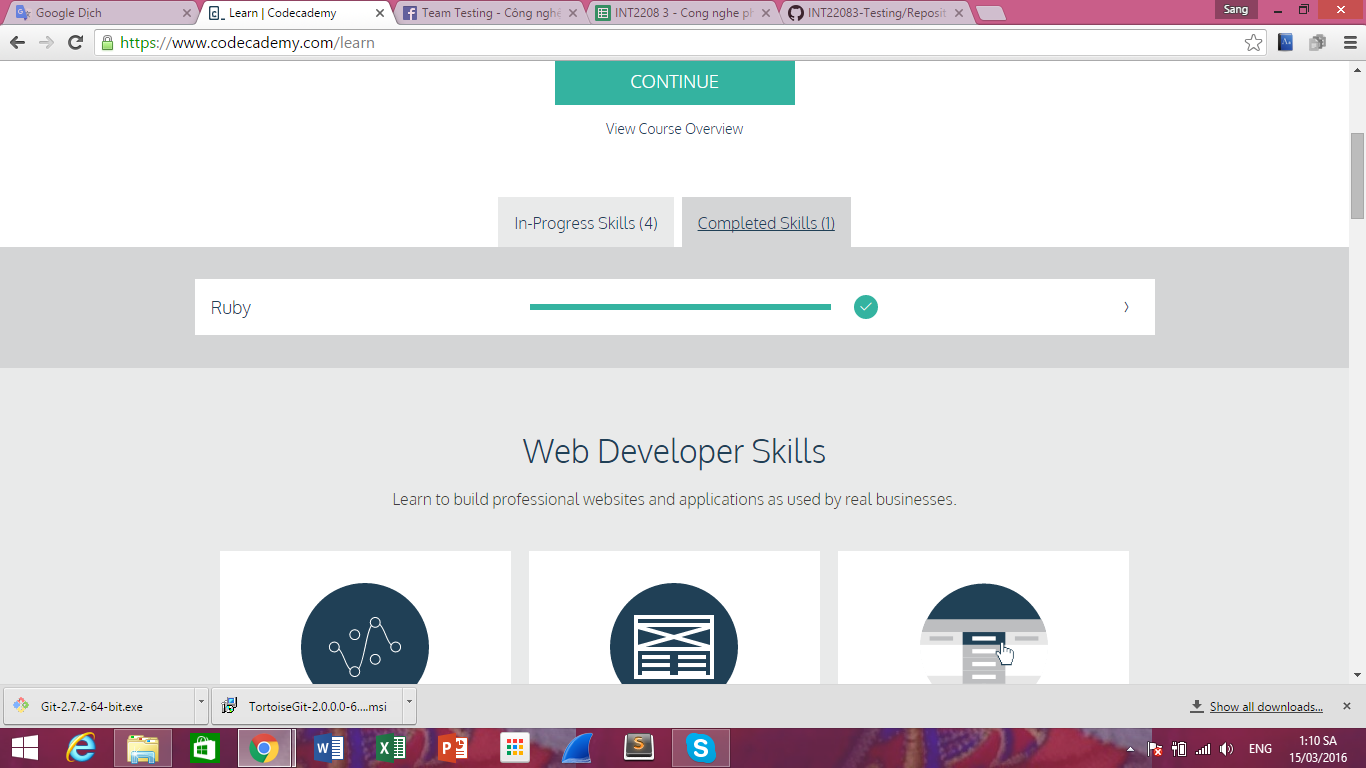 Google Dịch
Learn | Codecademy
Team Testing - Công nghệ
INT2208 3 - Cong nghe ph
INT22083-Testing/Reposit
Sang
https://www.codecademy.com/learn
CONTINUE
View Course Overview
In-Progress Skills (4)
Completed Skills (1)
Ruby
Web Developer Skills
Learn to build professional websites and applications as used by real businesses.
Git-2.7.2-64-bit.exe
TortoiseGit-2.0.0.0-6....msi
Show all downloads...
ENG
1:10 SA
15/03/2016